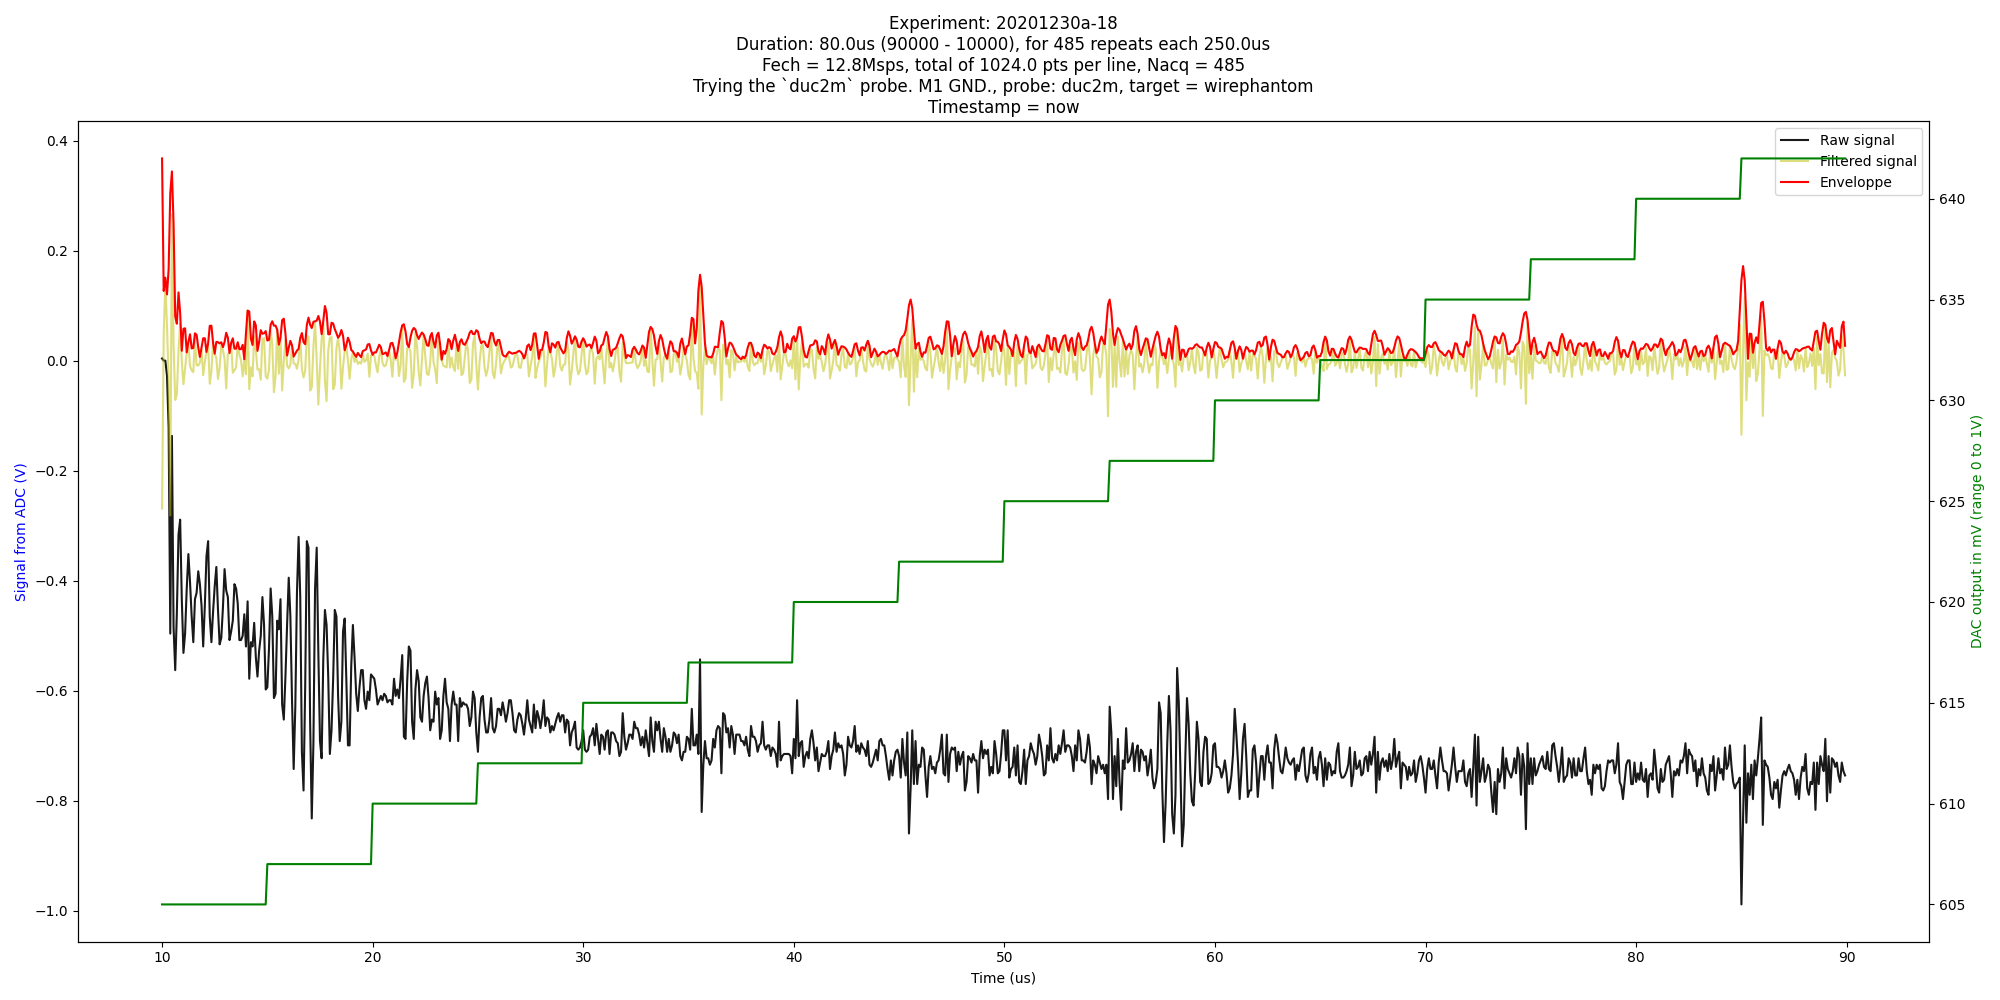 Experiment: 20201230a-18
Duration: 80.0us (90000 - 10000), for 485 repeats each 250.0us
Fech = 12.8Msps, total of 1024.0 pts per line, Nacq = 485
Trying the `duc2m` probe. M1 GND., probe: duc2m, target = wirephantom
Timestamp = now
Raw signal
Filtered signal
Enveloppe
0.4
0.2
0.0
−0.2
−0.4
−0.6
−0.8
−1.0
Signal from ADC (V)
640
635
630
625
620
615
610
605
DAC output in mV (range 0 to 1V)
10 20 30 40 50 60 70 80 90
Time (us)